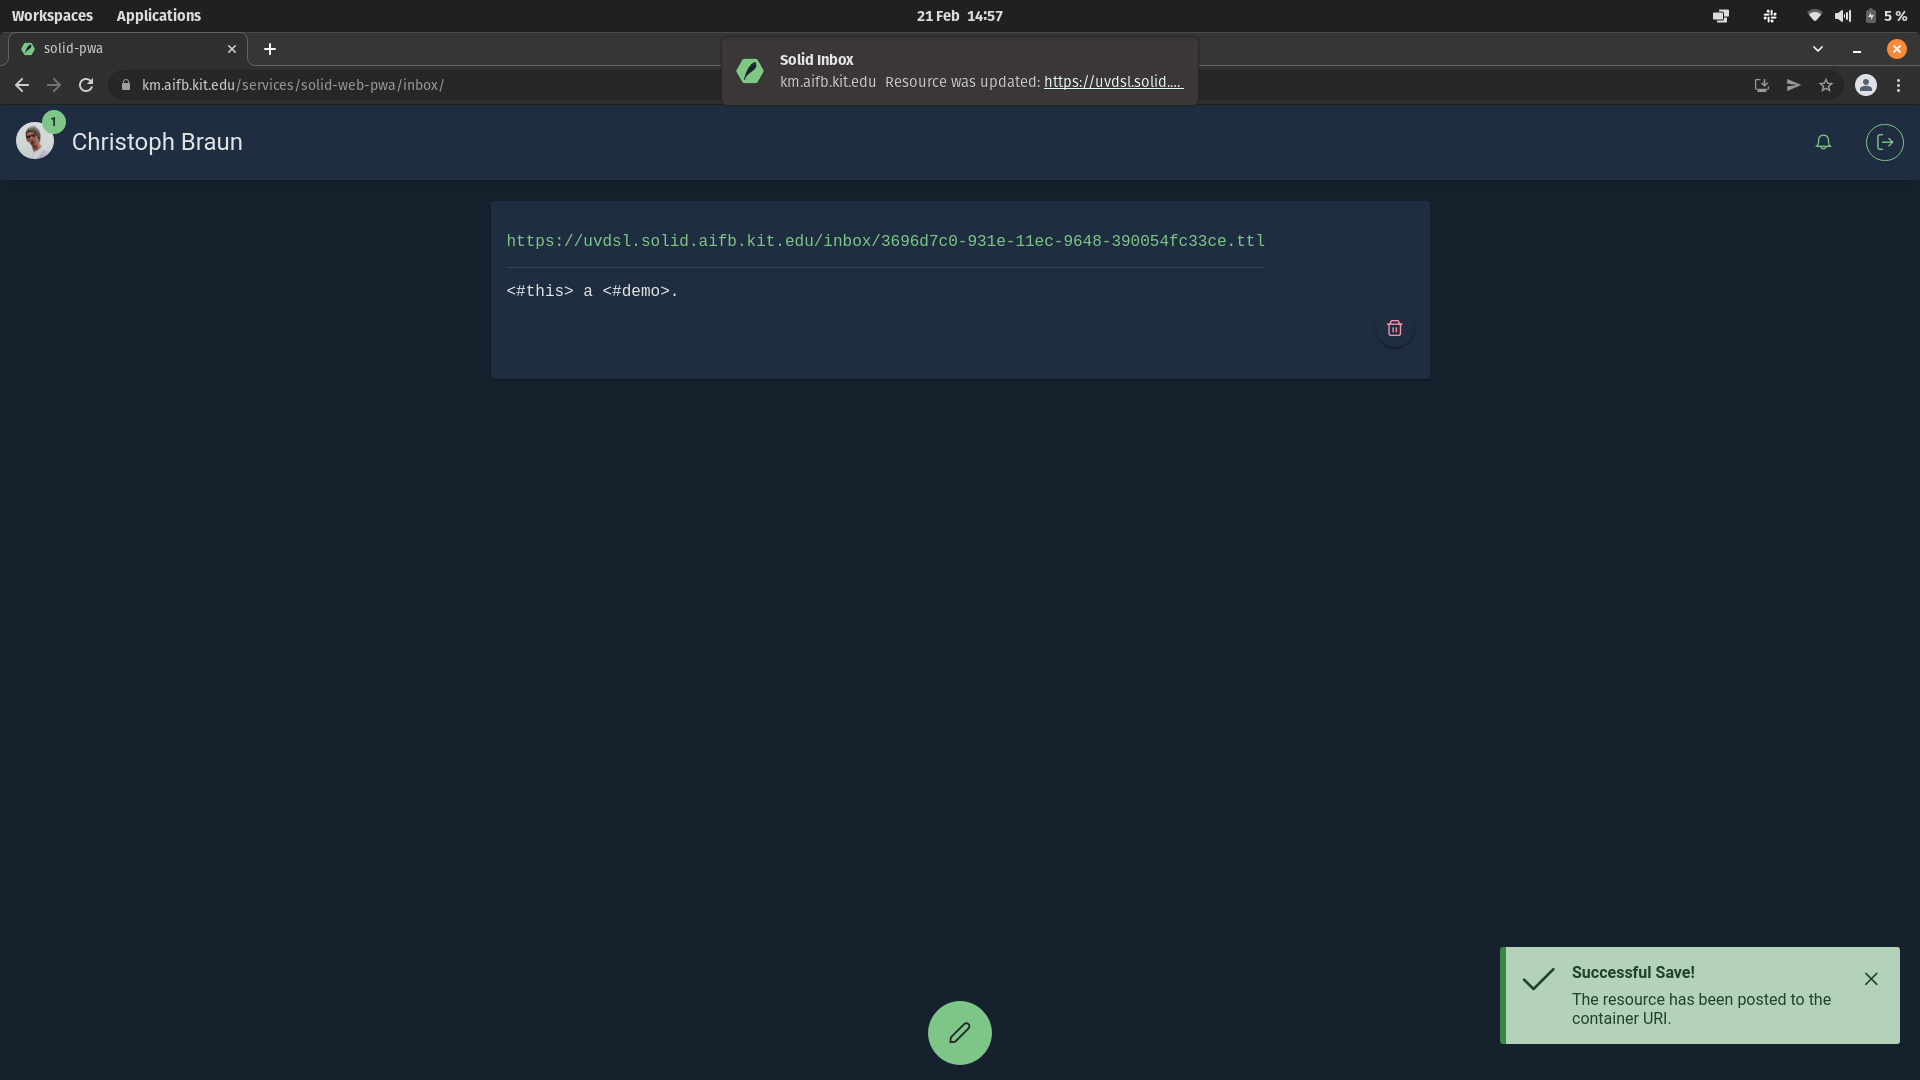 Workspaces Applications 21 Feb 14:57 5 %
solid-pwa
Solid Inbox
km.aifb.kit.edu Resource was updated: https://uvdsl.solid....
km.aifb.kit.edu/services/solid-web-pwa/inbox/
1
Christoph Braun
https://uvdsl.solid.aifb.kit.edu/inbox/3696d7c0-931e-11ec-9648-390054fc33ce.ttl
<#this> a <#demo>.
Successful Save!
The resource has been posted to the
container URI.